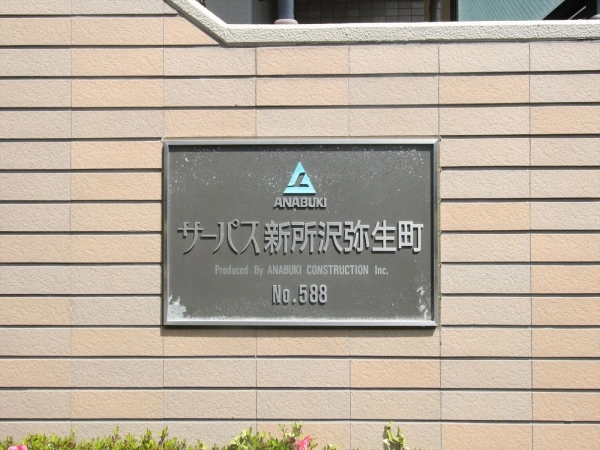 ANABUKI
サーパス新所沢弥生町
Produced By ANABUKI CONSTRUCTION Inc.
No.588